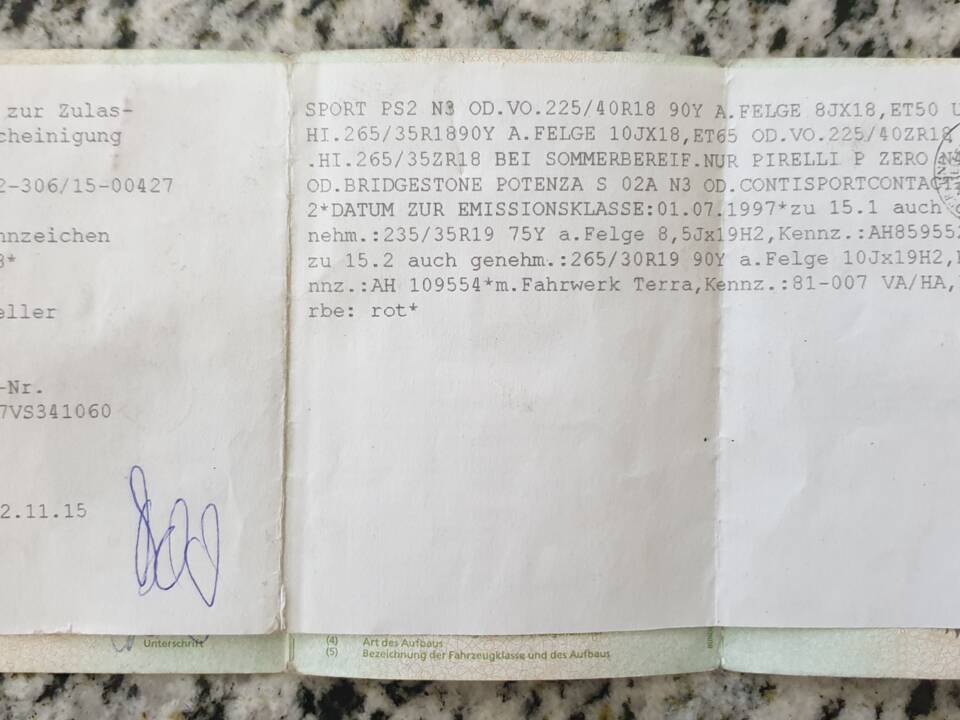 zur Zulas-
cheinigung
2-306/15-00427
nnzeichen
eller
-Nr.
7VS341060
2.11.15
SPORT PS2 N3 OD.VO.225/40R18 90Y A.FELGE 8JX18,ET50 U
HI.265/35R1890Y A.FELGE 10JX18,ET65 OD.VO.225/40ZR18
.HI.265/35ZR18 BEI SOMMERBEREIF.NUR PIRELLI P ZERO N4
OD.BRIDGESTONE POTENZA S 02A N3 OD.CONTISPORTCONTACT
2*DATUM ZUR EMISSIONSKLASSE:01.07.1997*zu 15.1 auch g
nehm.:235/35R19 75Y a.Felge 8,5Jx19H2,Kennz.:AH859552
zu 15.2 auch genehm.:265/30R19 90Y a.Felge 10Jx19H2,
nnz.:AH 109554*m.Fahrwerk Terra,Kennz.:81-007 VA/HA,
rbe: rot*
Unterschrift
(4) Art des Aufbaus
(5) Bezeichnung der Fahrzeugklasse und des Aufbaus